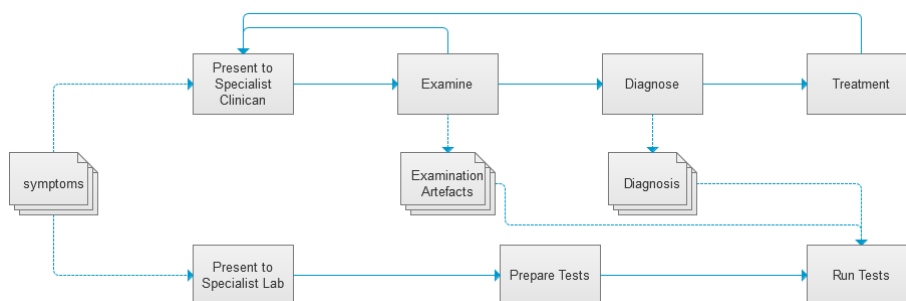 Present to
Specialist
Clinican
Examine
Diagnose
Treatment
symptoms
Examination
Artefacts
Diagnosis
Present to
Specialist Lab
Prepare Tests
Run Tests